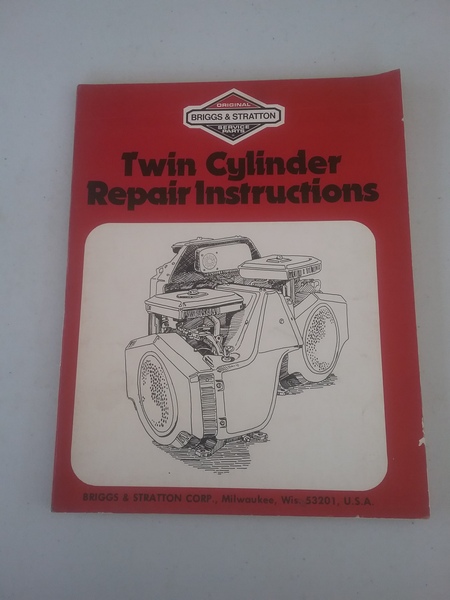 ORIGINAL
BRIGGS & STRATTON
SERVICE
PARTS
Twin Cylinder
Repair Instructions
BRIGGS & STRATTON CORP., Milwaukee, Wis. 53201, U.S.A.